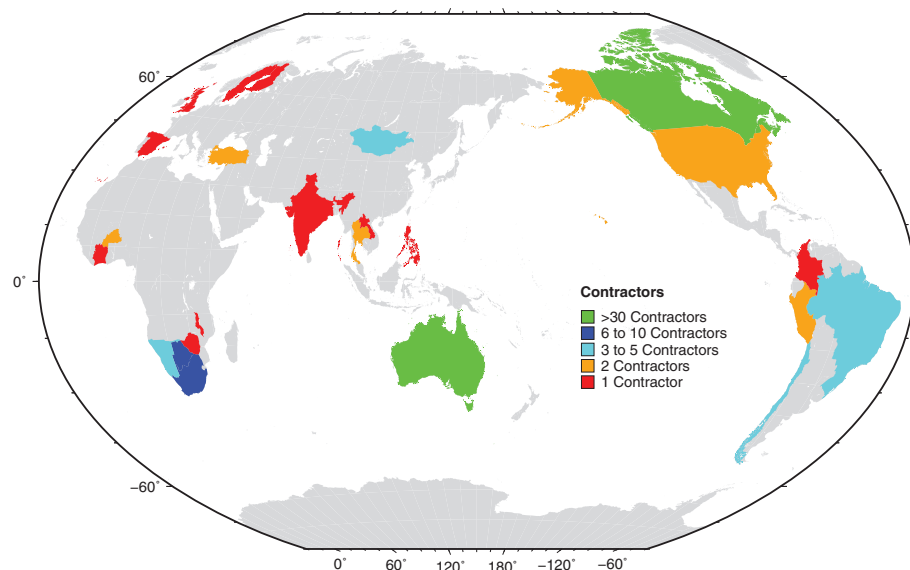 60˚
0˚
−60˚
Contractors
>30 Contractors
6 to 10 Contractors
3 to 5 Contractors
2 Contractors
1 Contractor
0˚ 60˚ 120˚ −120˚ −60˚